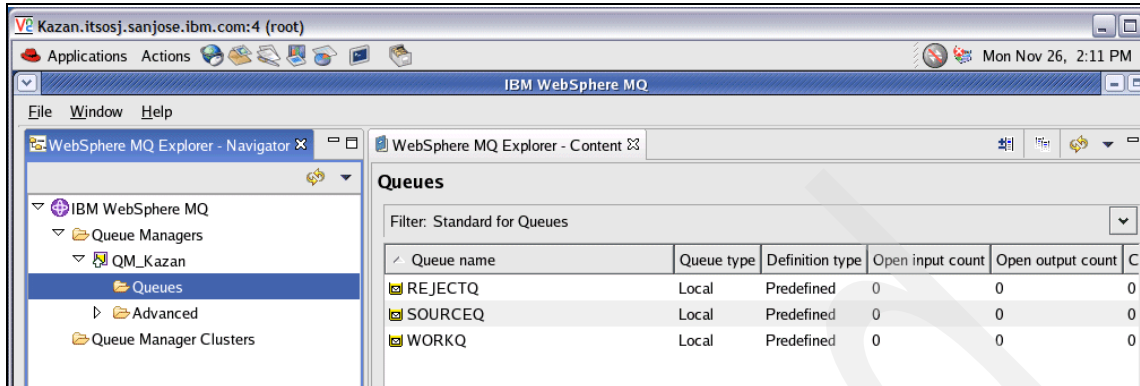 Kazan.itsosj.sanjose.ibm.com:4 (root)
Applications Actions Mon Nov 26, 2:11 PM
IBM WebSphere MQ
File Window Help
WebSphere MQ Explorer - Navigator
WebSphere MQ Explorer - Content
Queues
Filter: Standard for Queues
IBM WebSphere MQ
Queue Managers
QM_Kazan
Queues
Advanced
Queue Manager Clusters
Queue name Queue type Definition type Open input count Open output count C
REJECTQ Local Predefined 0 0 0
SOURCEQ Local Predefined 0 0 0
WORKQ Local Predefined 0 0 0